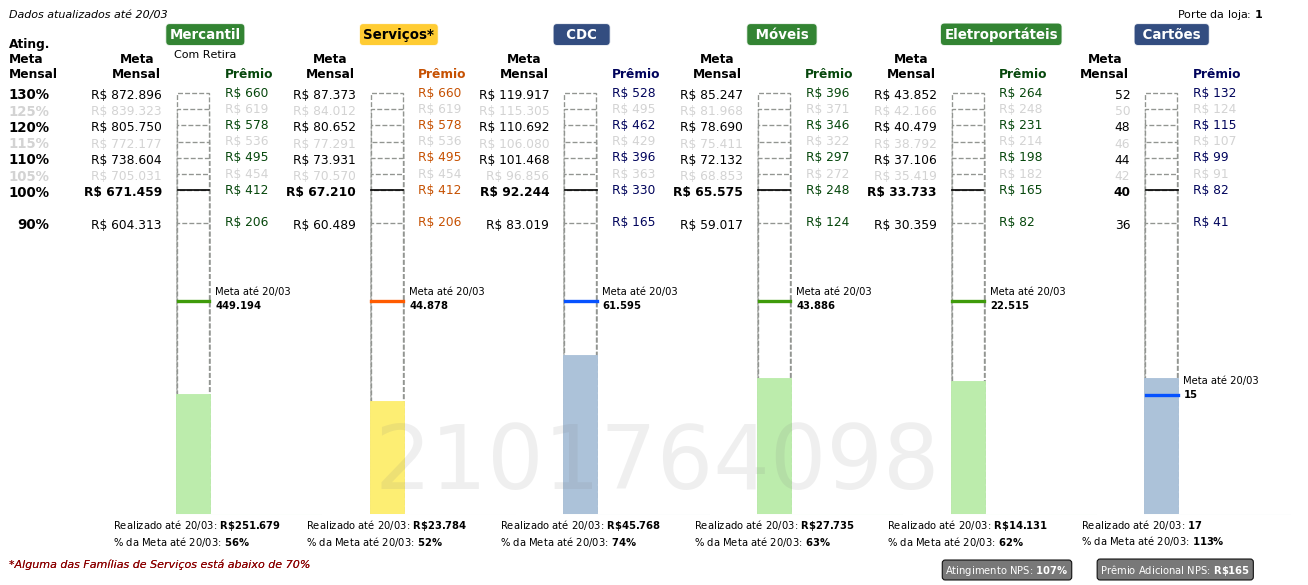 Dados atualizados até 20/03
Porte da loja: 1
Mercantil
Serviços*
CDC
Móveis
Eletroportáteis
Cartões
Ating. Meta Mensal
Com Retira
Meta Mensal Prêmio Meta Mensal Prêmio Meta Mensal Prêmio Meta Mensal Prêmio Meta Mensal Prêmio Meta Mensal Prêmio
130% R$ 872.896 R$ 660 R$ 87.373 R$ 660 R$ 119.917 R$ 528 R$ 85.247 R$ 396 R$ 43.852 R$ 264 52 R$ 132
125% R$ 839.323 R$ 619 R$ 84.012 R$ 619 R$ 115.305 R$ 495 R$ 81.968 R$ 371 R$ 42.166 R$ 248 50 R$ 124
120% R$ 805.750 R$ 578 R$ 80.652 R$ 578 R$ 110.692 R$ 462 R$ 78.690 R$ 346 R$ 40.479 R$ 231 48 R$ 115
115% R$ 772.177 R$ 536 R$ 77.291 R$ 536 R$ 106.080 R$ 429 R$ 75.411 R$ 322 R$ 38.792 R$ 214 46 R$ 107
110% R$ 738.604 R$ 495 R$ 73.931 R$ 495 R$ 101.468 R$ 396 R$ 72.132 R$ 297 R$ 37.106 R$ 198 44 R$ 99
105% R$ 705.031 R$ 454 R$ 70.570 R$ 454 R$ 96.856 R$ 363 R$ 68.853 R$ 272 R$ 35.419 R$ 182 42 R$ 91
100% R$ 671.459 R$ 412 R$ 67.210 R$ 412 R$ 92.244 R$ 330 R$ 65.575 R$ 248 R$ 33.733 R$ 165 40 R$ 82
90% R$ 604.313 R$ 206 R$ 60.489 R$ 206 R$ 83.019 R$ 165 R$ 59.017 R$ 124 R$ 30.359 R$ 82 36 R$ 41
Meta até 20/03 Meta até 20/03 Meta até 20/03 Meta até 20/03 Meta até 20/03
449.194 44.878 61.595 43.886 22.515
Meta até 20/03
15
2101764098
Realizado até 20/03: R$251.679 Realizado até 20/03: R$23.784 Realizado até 20/03: R$45.768 Realizado até 20/03: R$27.735 Realizado até 20/03: R$14.131 Realizado até 20/03: 17
% da Meta até 20/03: 56% % da Meta até 20/03: 52% % da Meta até 20/03: 74% % da Meta até 20/03: 63% % da Meta até 20/03: 62% % da Meta até 20/03: 113%
*Alguma das Famílias de Serviços está abaixo de 70%
Atingimento NPS: 107%
Prêmio Adicional NPS: R$165